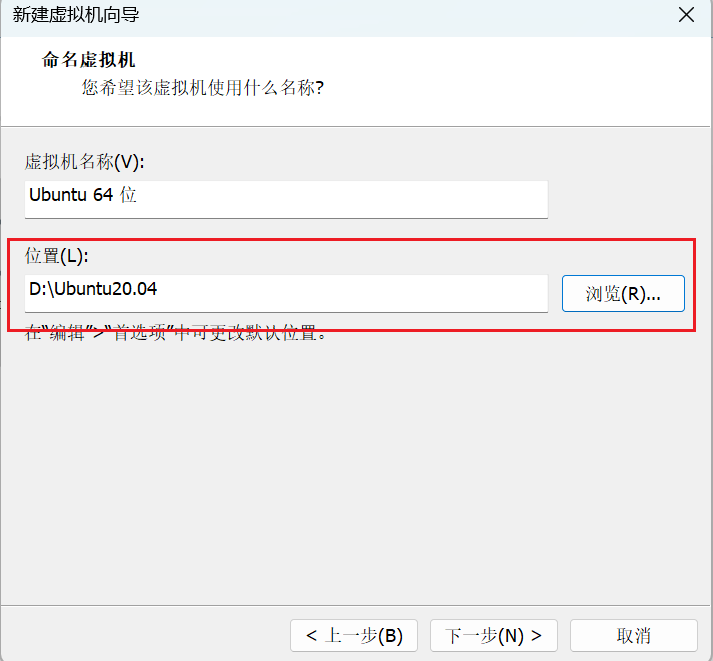 新建虚拟机向导
命名虚拟机
您希望该虚拟机使用什么名称?
虚拟机名称(V):
Ubuntu 64 位
位置(L):
D:\Ubuntu20.04
浏览(R)...
在“编辑”>“首选项”中可更改默认位置。
< 上一步(B)
下一步(N) >
取消